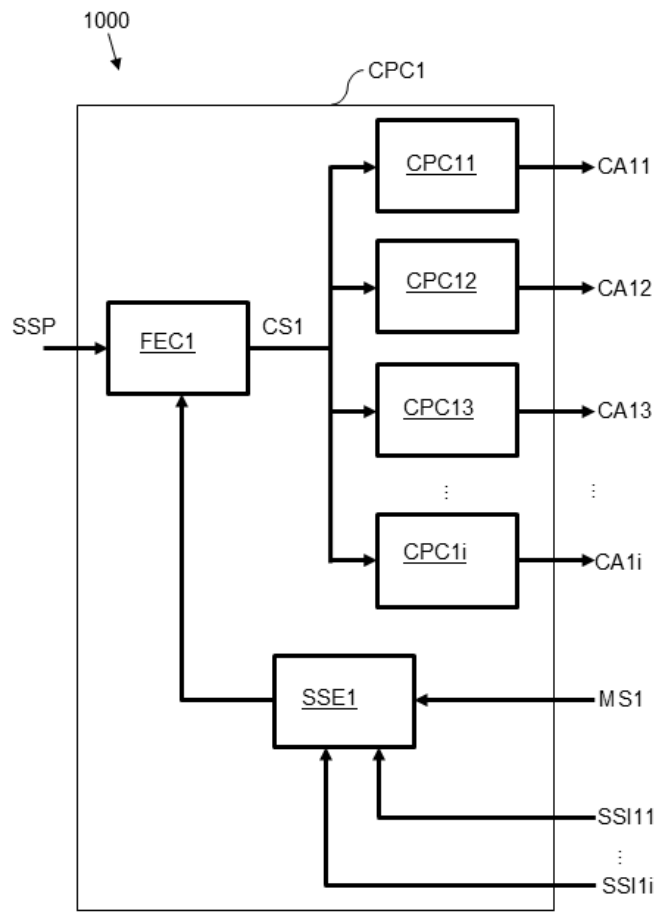 1000
CPC1
CPC11
CA11
CPC12
CA12
SSP
FEC1
CS1
CPC13
CA13
⋮
⋮
CPC1i
CA1i
SSE1
MS1
SSI11
⋮
SSI1i